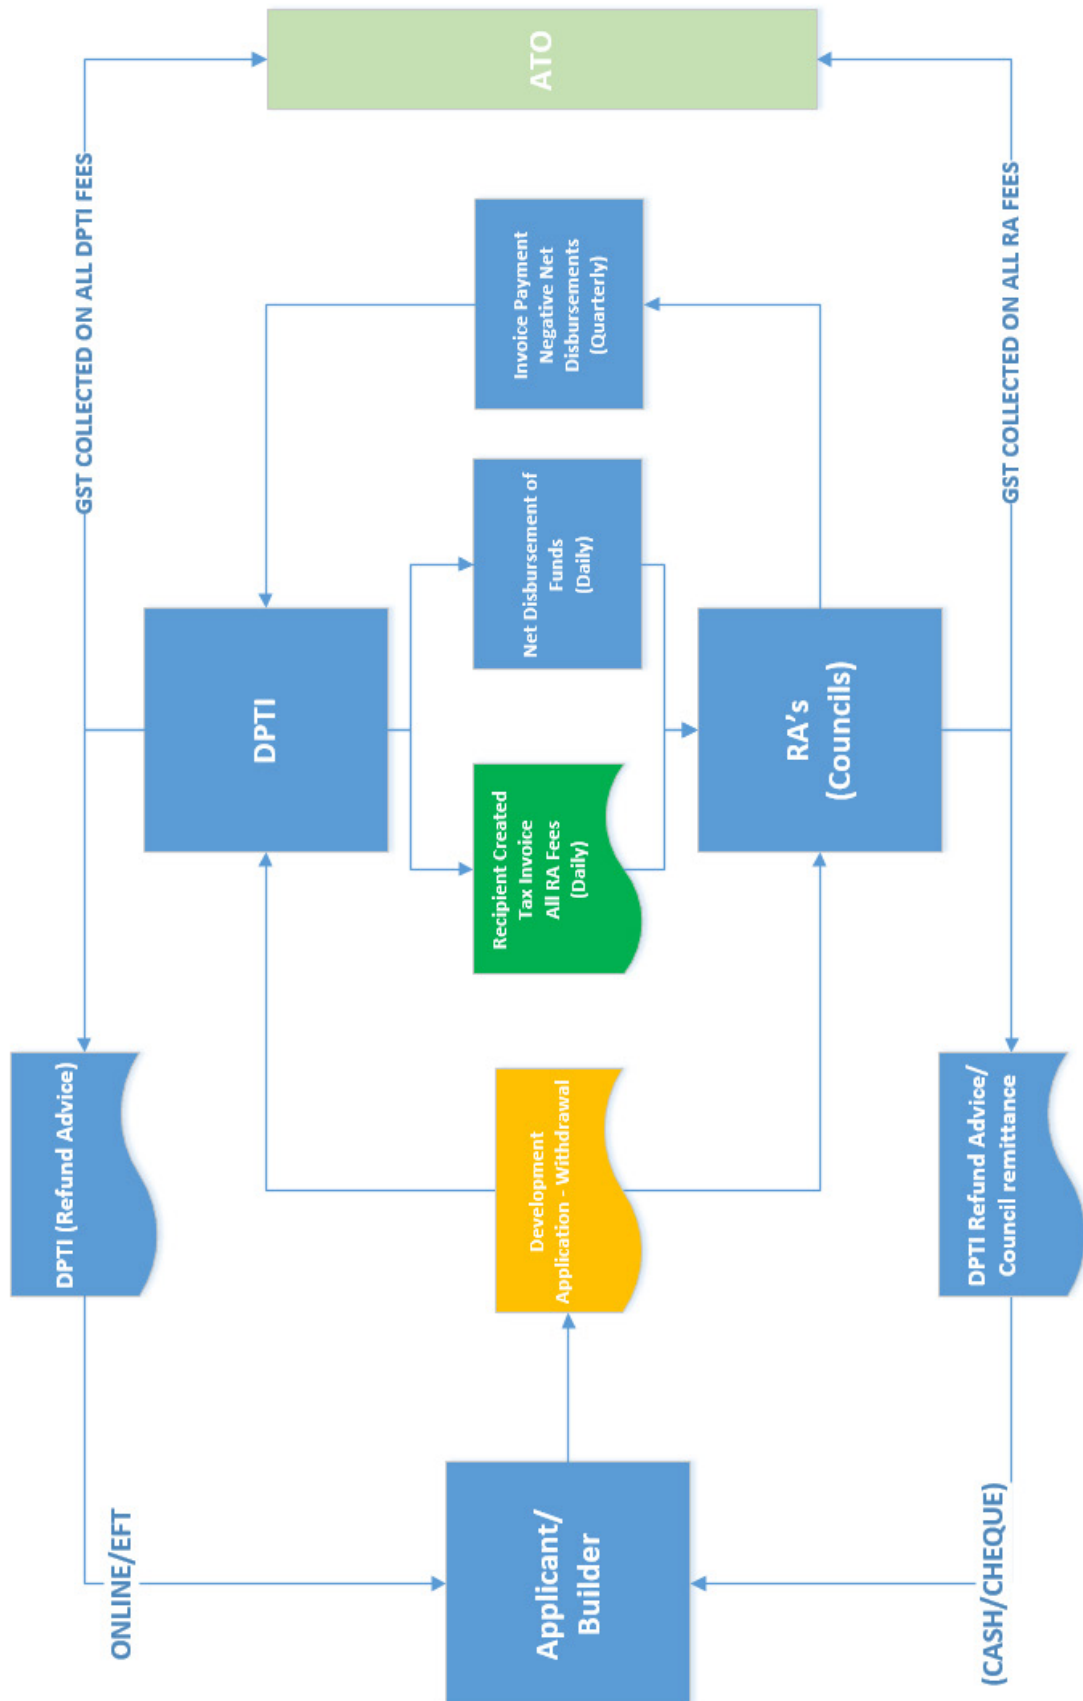 DPTI (Refund Advice)
GST COLLECTED ON ALL DPTI FEES
ONLINE/EFT
DPTI
Applicant/
Builder
Development
Application - Withdrawal
Recipient Created
Tax Invoice
All RA Fees
(Daily)
Net Disbursement of
Funds
(Daily)
Invoice Payment
Negative Net
Disbursements
(Quarterly)
ATO
RA's
(Councils)
(CASH/CHEQUE)
DPTI Refund Advice/
Council remittance
GST COLLECTED ON ALL RA FEES